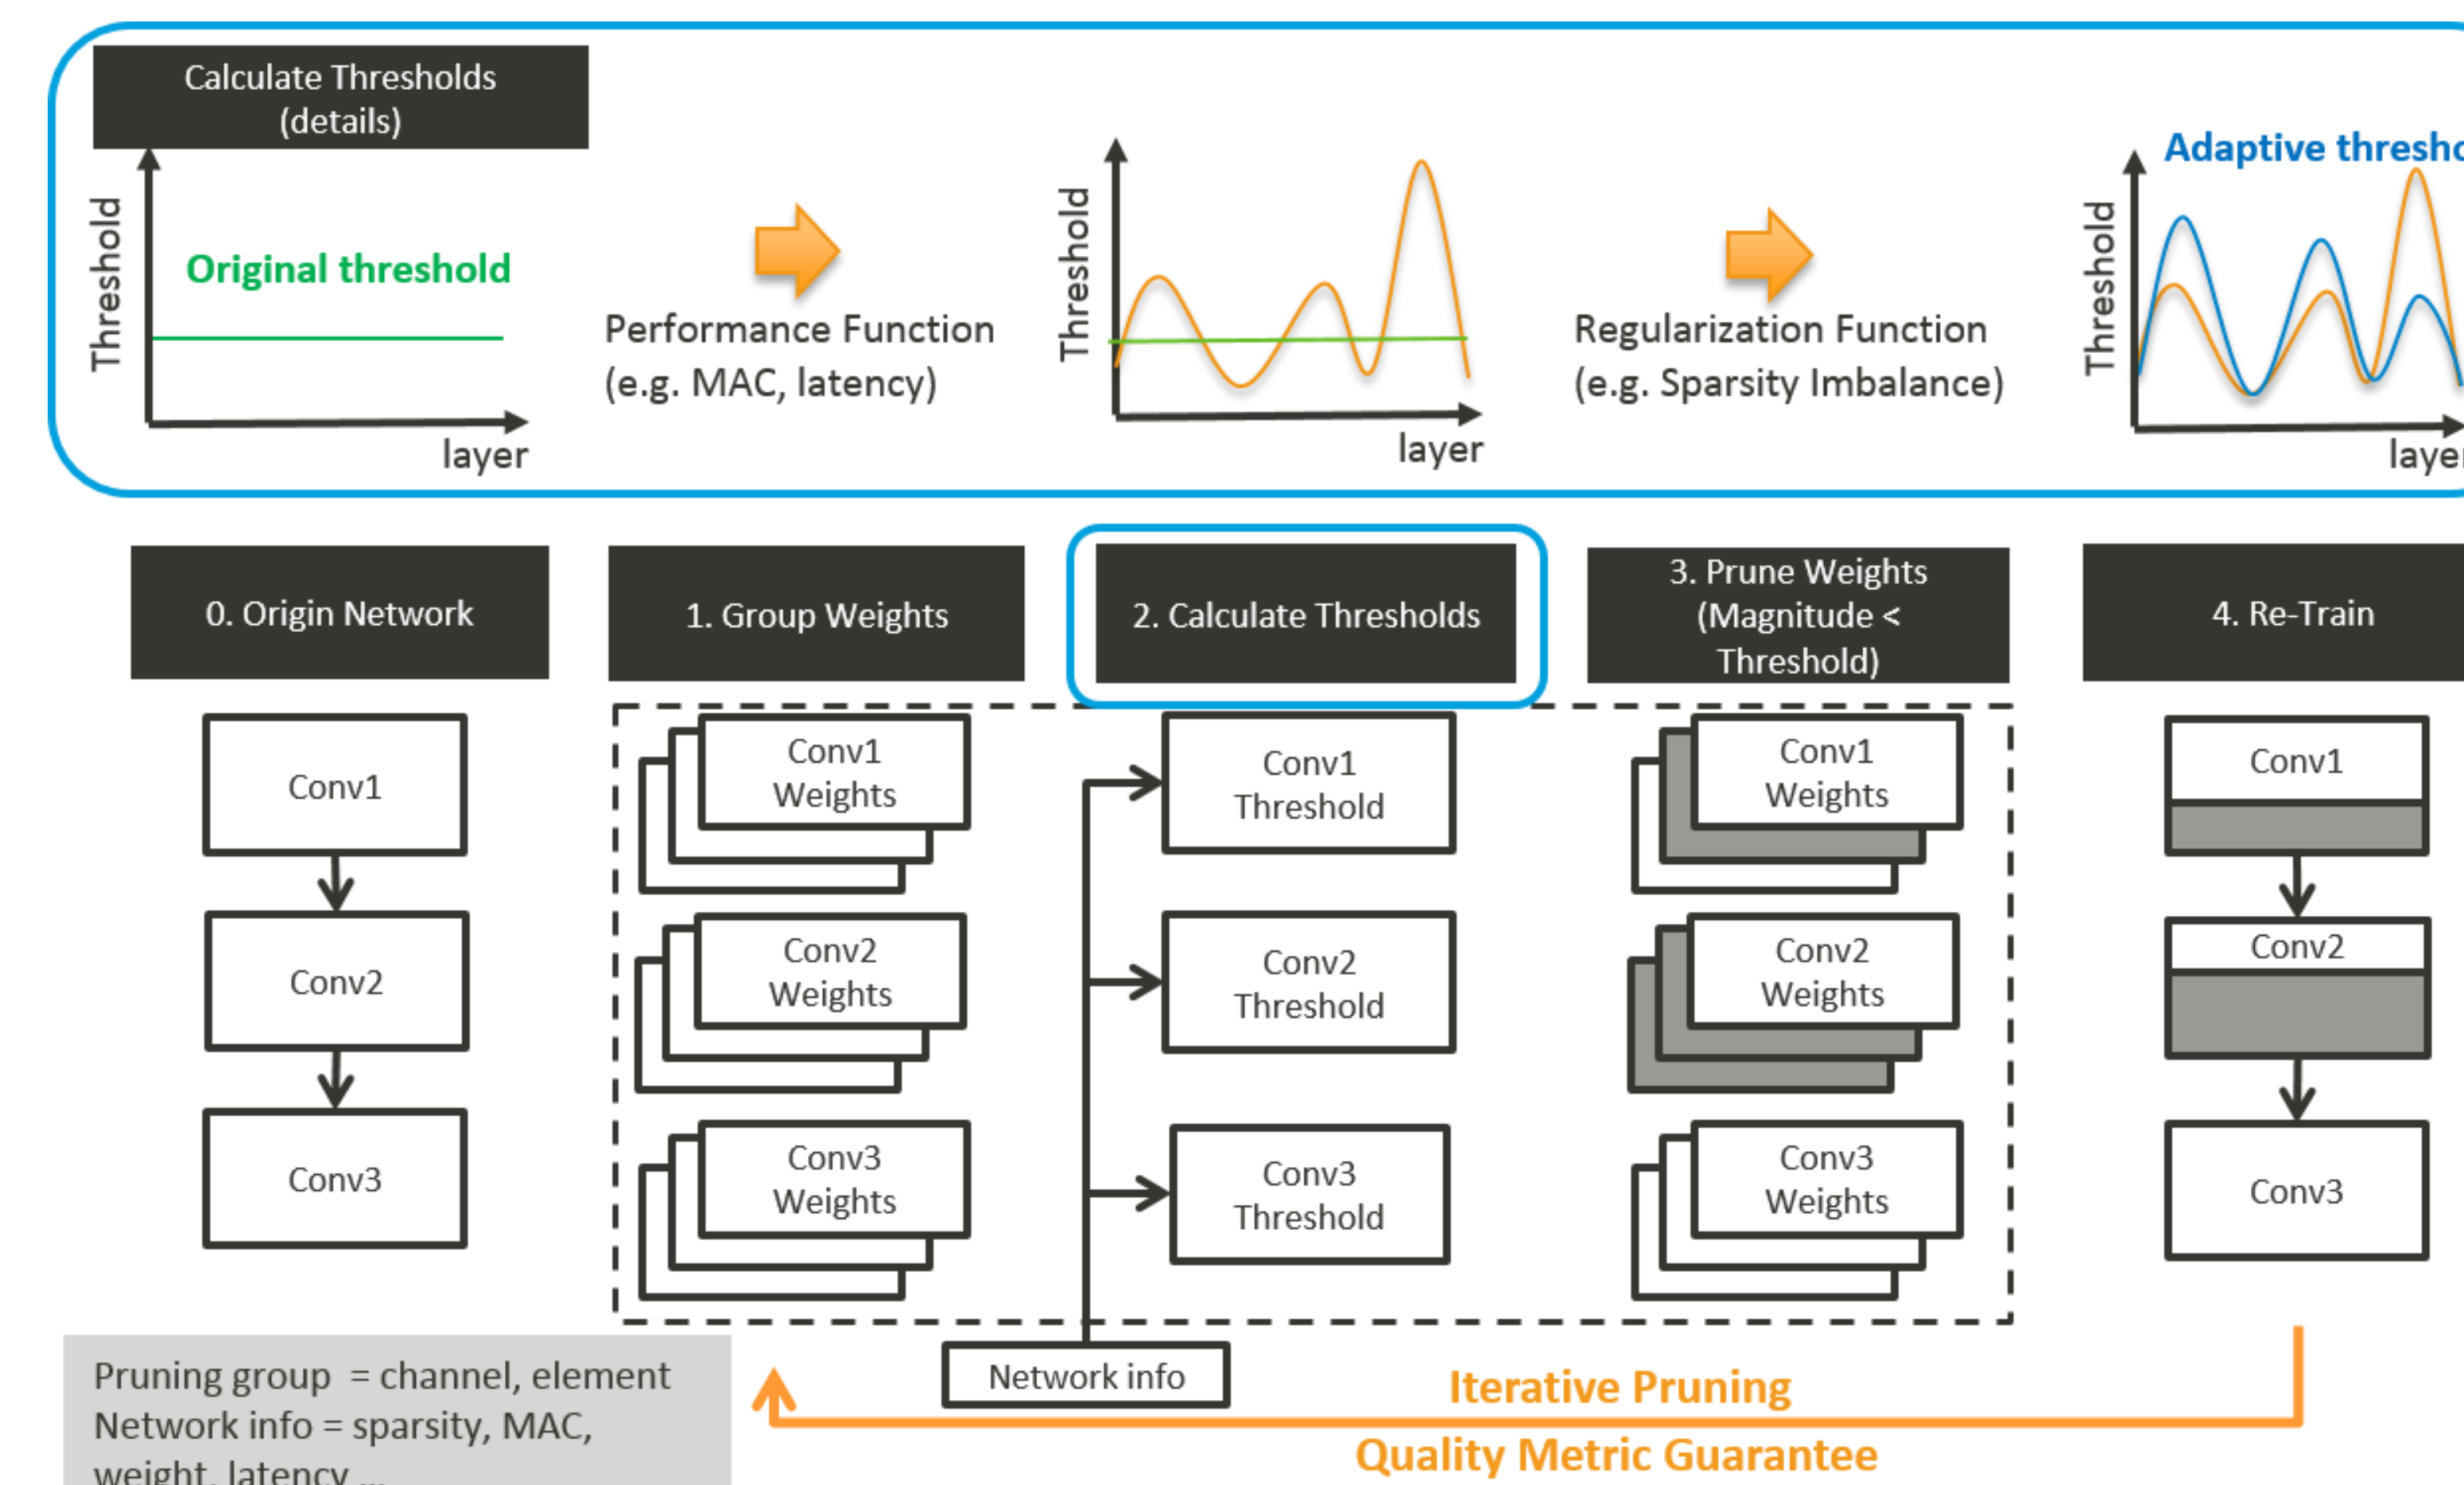 Calculate Thresholds
(details)
Threshold
Original threshold
layer
Performance Function
(e.g. MAC, latency)
Threshold
layer
Regularization Function
(e.g. Sparsity Imbalance)
Adaptive
Threshold
0. Origin Network
1. Group Weights
2. Calculate Thresholds
3. Prune Weights
(Magnitude <
Threshold)
4. Re-Train
Conv1
Conv2
Conv3
Conv1
Weights
Conv2
Weights
Conv3
Weights
Conv1
Threshold
Conv2
Threshold
Conv3
Threshold
Conv1
Weights
Conv2
Weights
Conv3
Weights
Conv1
Conv2
Conv3
Network info
Pruning group = channel, element
Network info = sparsity, MAC,
weight, latency ...
Iterative Pruning
Quality Metric Guarantee